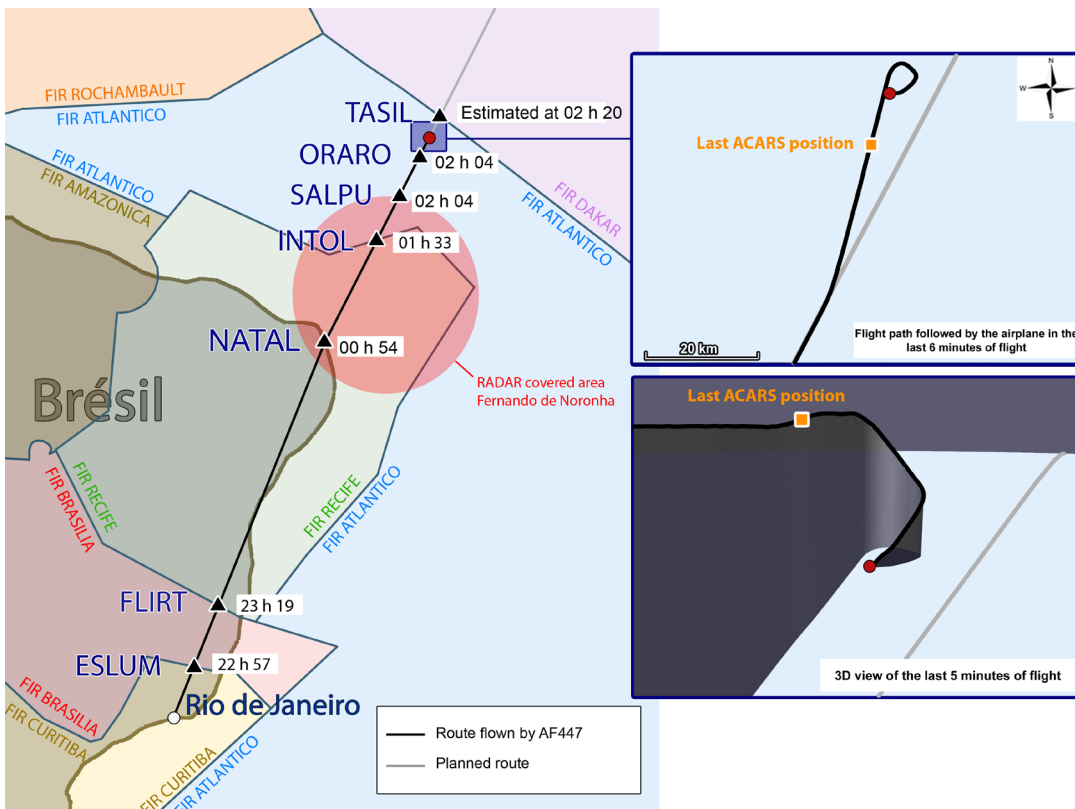 FIR ROCHAMBAULT
FIR ATLANTICO
FIR ATLANTICO
FIR AMAZONICA
TASIL
Estimated at 02 h 20
ORARO
02 h 04
SALPU
02 h 04
INTOL
01 h 33
FIR DAKAR
FIR ATLANTICO
NATAL
00 h 54
RADAR covered area
Fernando de Noronha
Brésil
FIR RECIFE
FIR BRASILIA
FIR RECIFE
FIR ATLANTICO
FLIRT
23 h 19
ESLUM
22 h 57
FIR BRASILIA
FIR CURITIBA
Rio de Janeiro
FIR CURITIBA
FIR ATLANTICO
Route flown by AF447
Planned route
N
W
E
S
Last ACARS position
20 km
Flight path followed by the airplane in the
last 6 minutes of flight
Last ACARS position
3D view of the last 5 minutes of flight